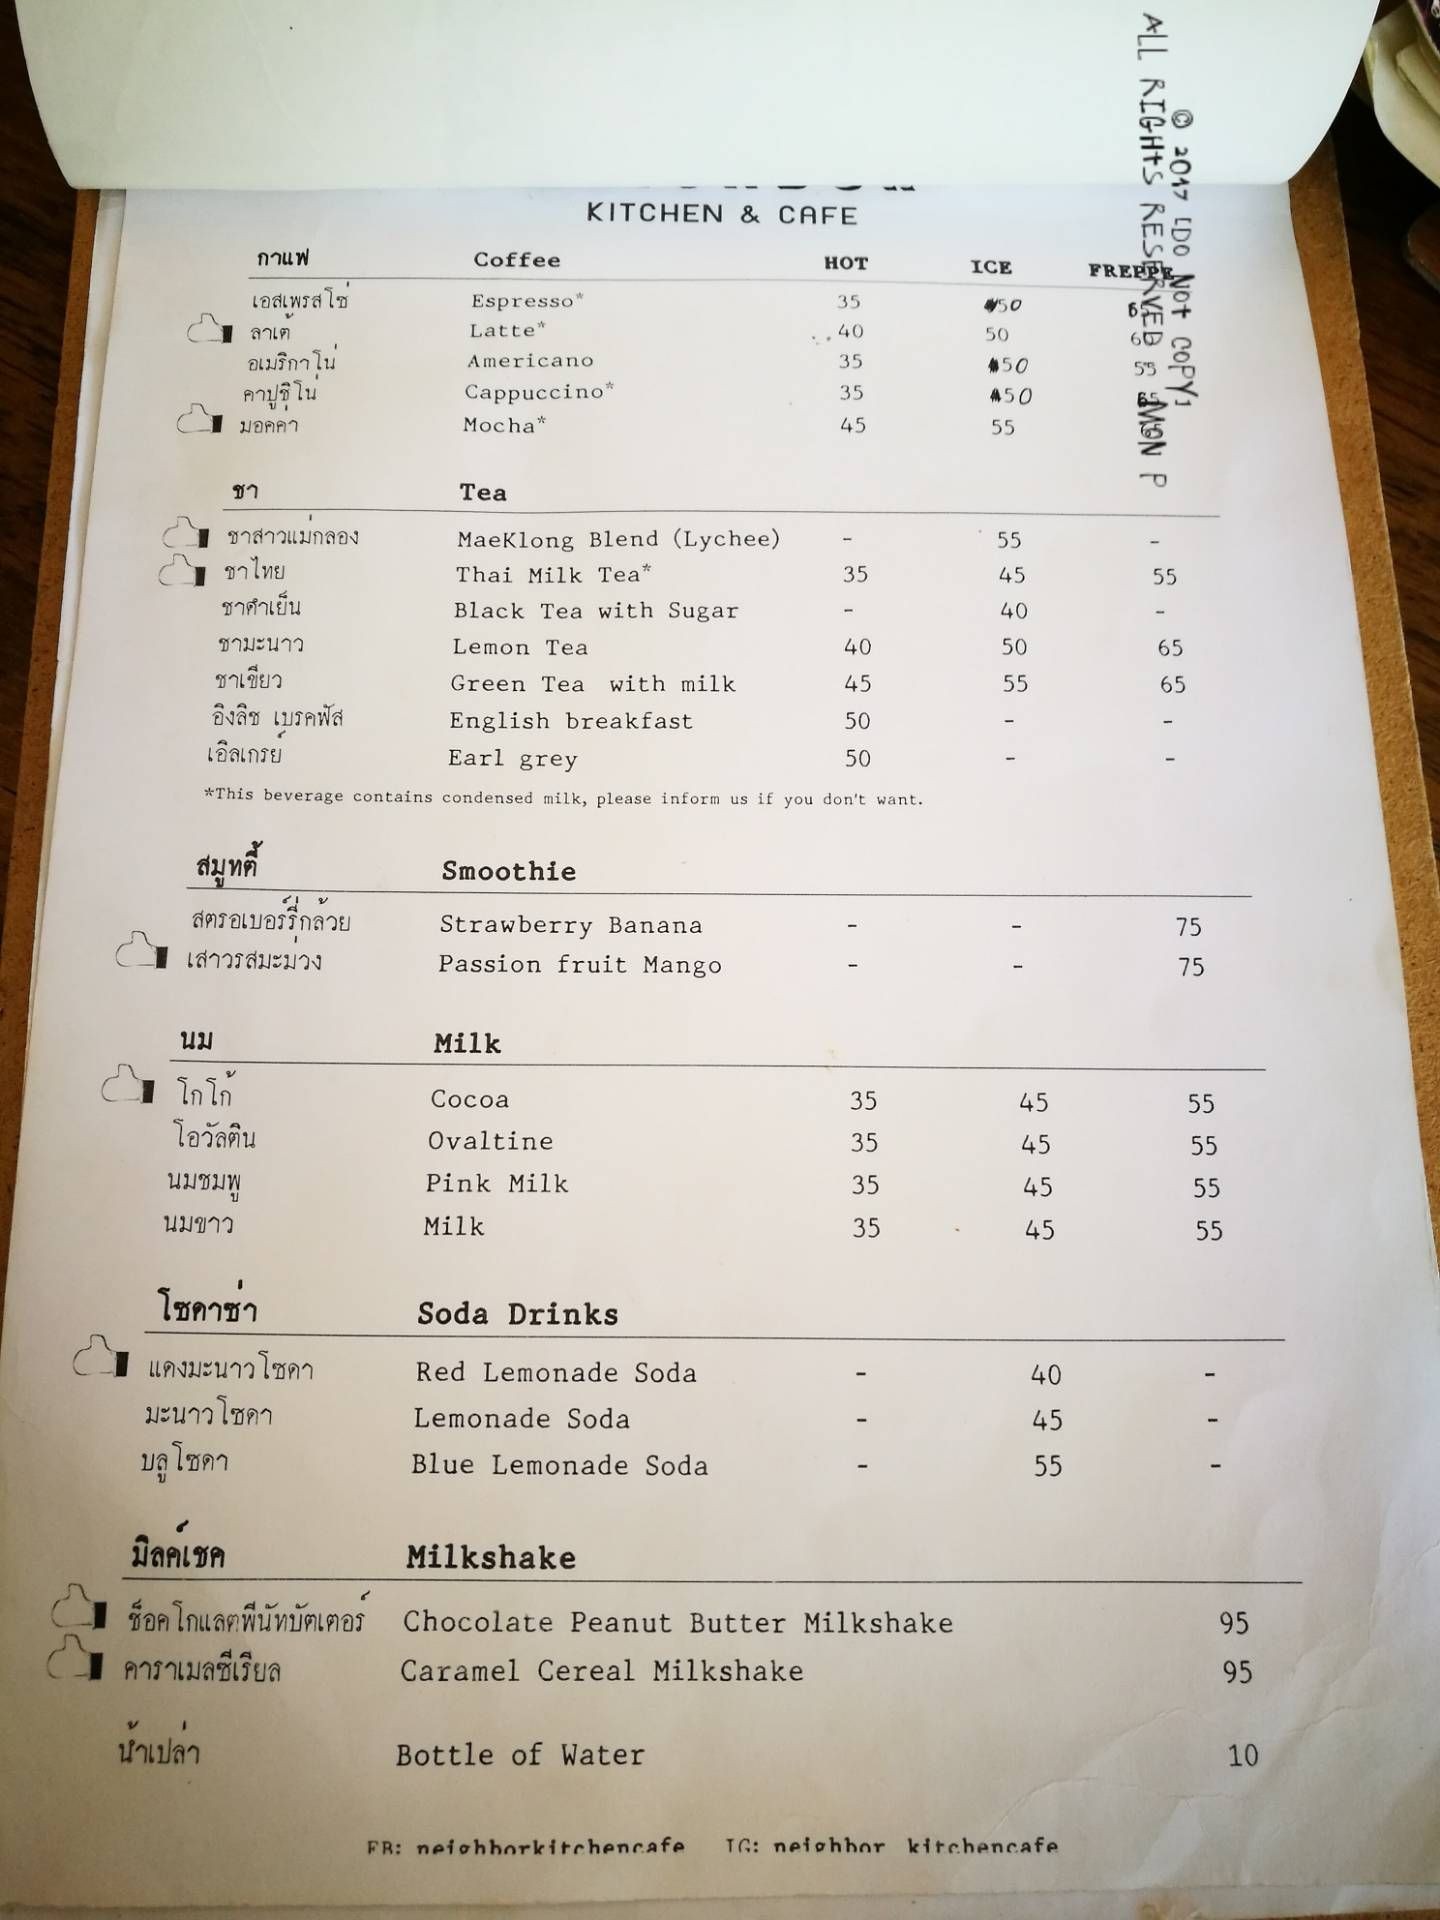 KITCHEN & CAFE
กาแฟ Coffee HOT ICE FREPPE
เอสเพรสโซ่ Espresso* 35 50
ลาเต้ Latte* 40 50 60
อเมริกาโน่ Americano 35 50 55
คาปูชิโน่ Cappuccino* 35 50
มอคค่า Mocha* 45 55
ชา Tea
ชาสาวแม่กลอง MaeKlong Blend (Lychee) - 55 -
ชาไทย Thai Milk Tea* 35 45 55
ชาดำเย็น Black Tea with Sugar - 40 -
ชามะนาว Lemon Tea 40 50 65
ชาเขียว Green Tea with milk 45 55 65
อิงลิช เบรคฟัส English breakfast 50 - -
เอิลเกรย์ Earl grey 50 - -
*This beverage contains condensed milk, please inform us if you don't want.
สมูทตี้ Smoothie
สตรอเบอร์รี่กล้วย Strawberry Banana - - 75
เสาวรสมะม่วง Passion fruit Mango - - 75
นม Milk
โกโก้ Cocoa 35 45 55
โอวัลติน Ovaltine 35 45 55
นมชมพู Pink Milk 35 45 55
นมขาว Milk 35 45 55
โซดาซ่า Soda Drinks
แดงมะนาวโซดา Red Lemonade Soda - 40 -
มะนาวโซดา Lemonade Soda - 45 -
บลูโซดา Blue Lemonade Soda - 55 -
มิลค์เชค Milkshake
ช็อคโกแลตพีนัทบัตเตอร์ Chocolate Peanut Butter Milkshake 95
คาราเมลซีเรียล Caramel Cereal Milkshake 95
น้ำเปล่า Bottle of Water 10
FB: neighborkitchencafe IG: neighbor_kitchencafe
© 2017 「DO NOT COPY」
ALL RIGHTS RESERVED MON P